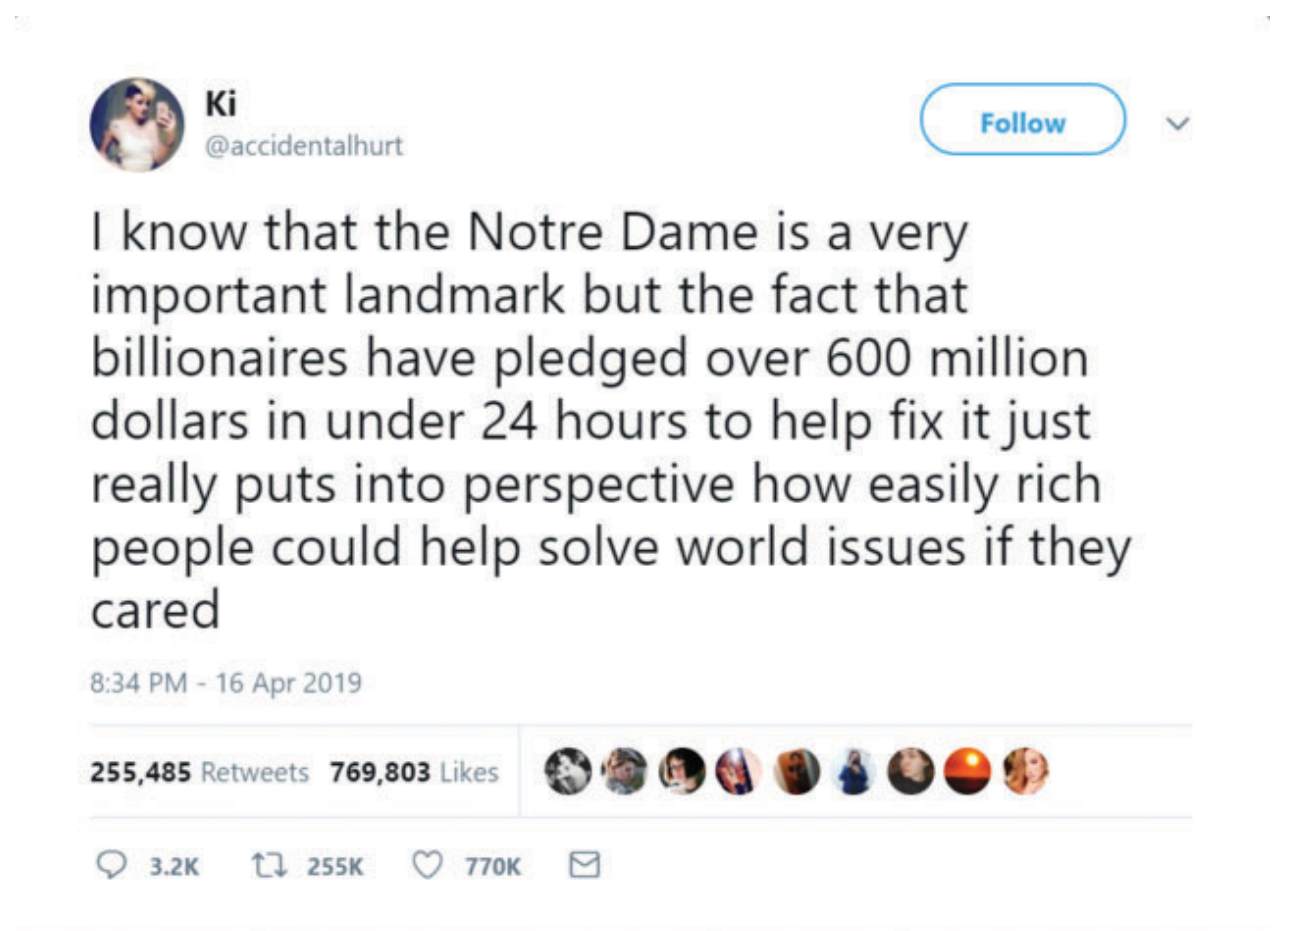 Ki
@accidentalhurt
Follow
I know that the Notre Dame is a very
important landmark but the fact that
billionaires have pledged over 600 million
dollars in under 24 hours to help fix it just
really puts into perspective how easily rich
people could help solve world issues if they
cared
8:34 PM - 16 Apr 2019
255,485 Retweets 769,803 Likes
3.2K 255K 770K